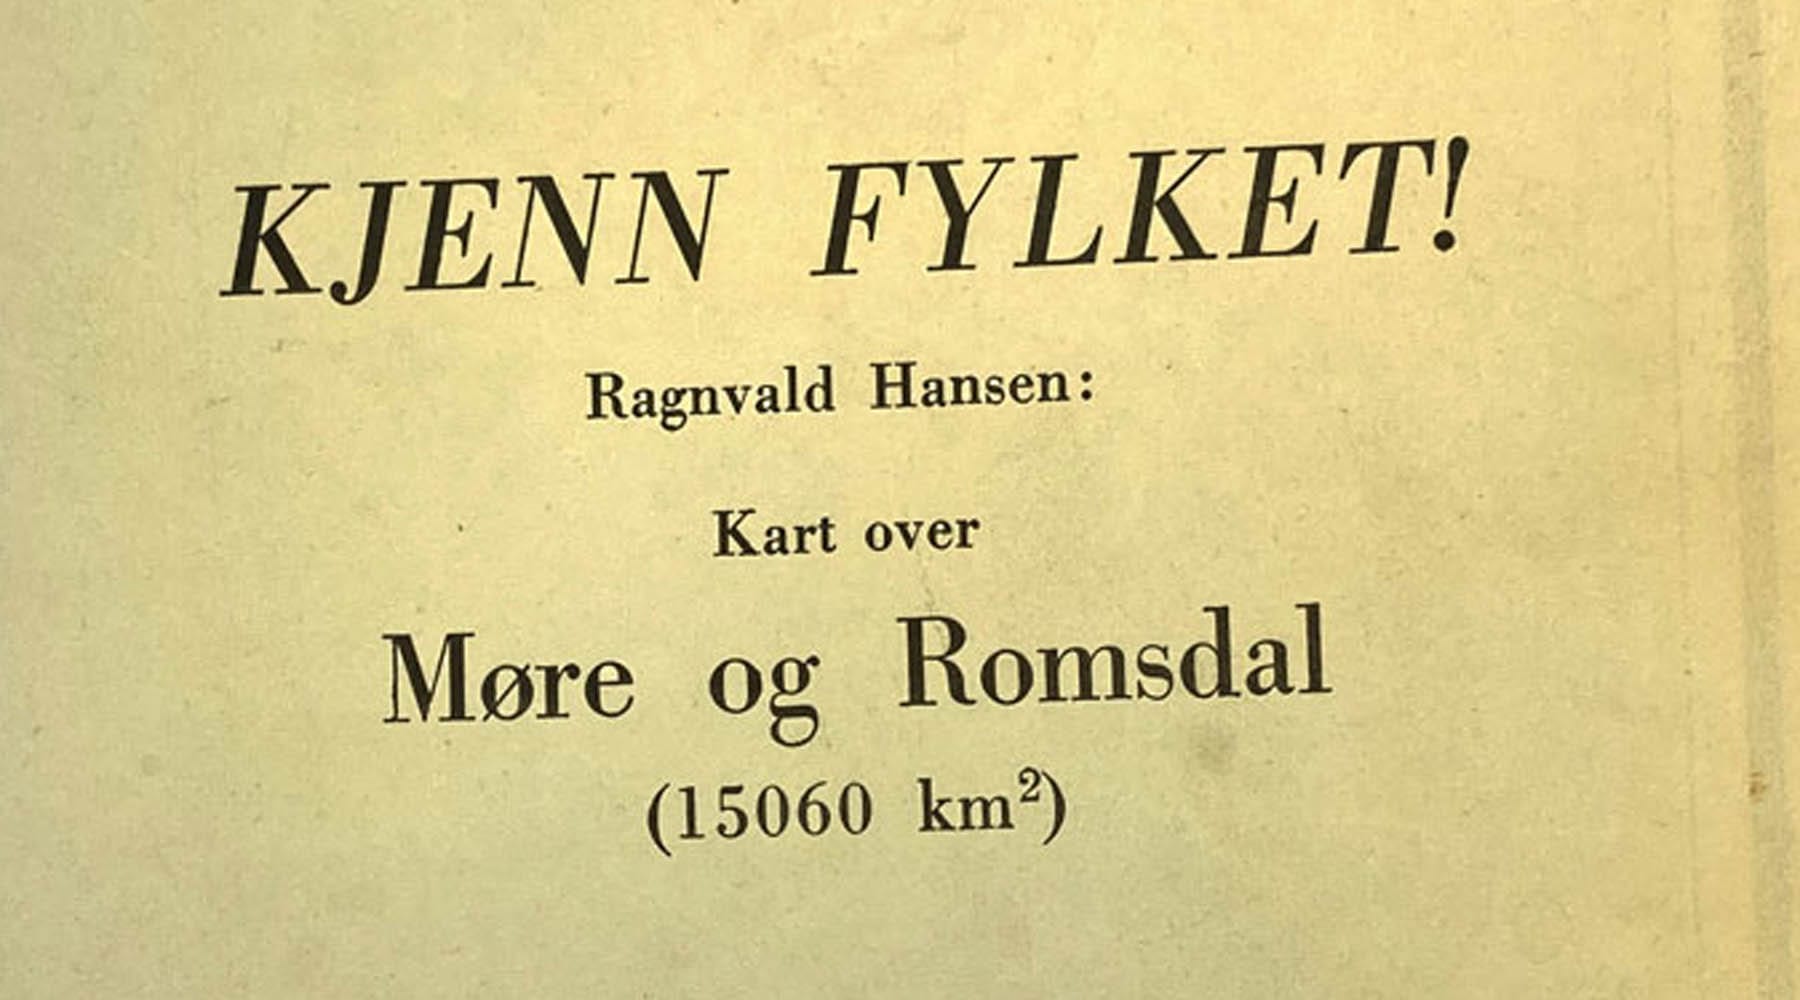 KJENN FYLKET!
Ragnvald Hansen:
Kart over
Møre og Romsdal
(15060 km²)